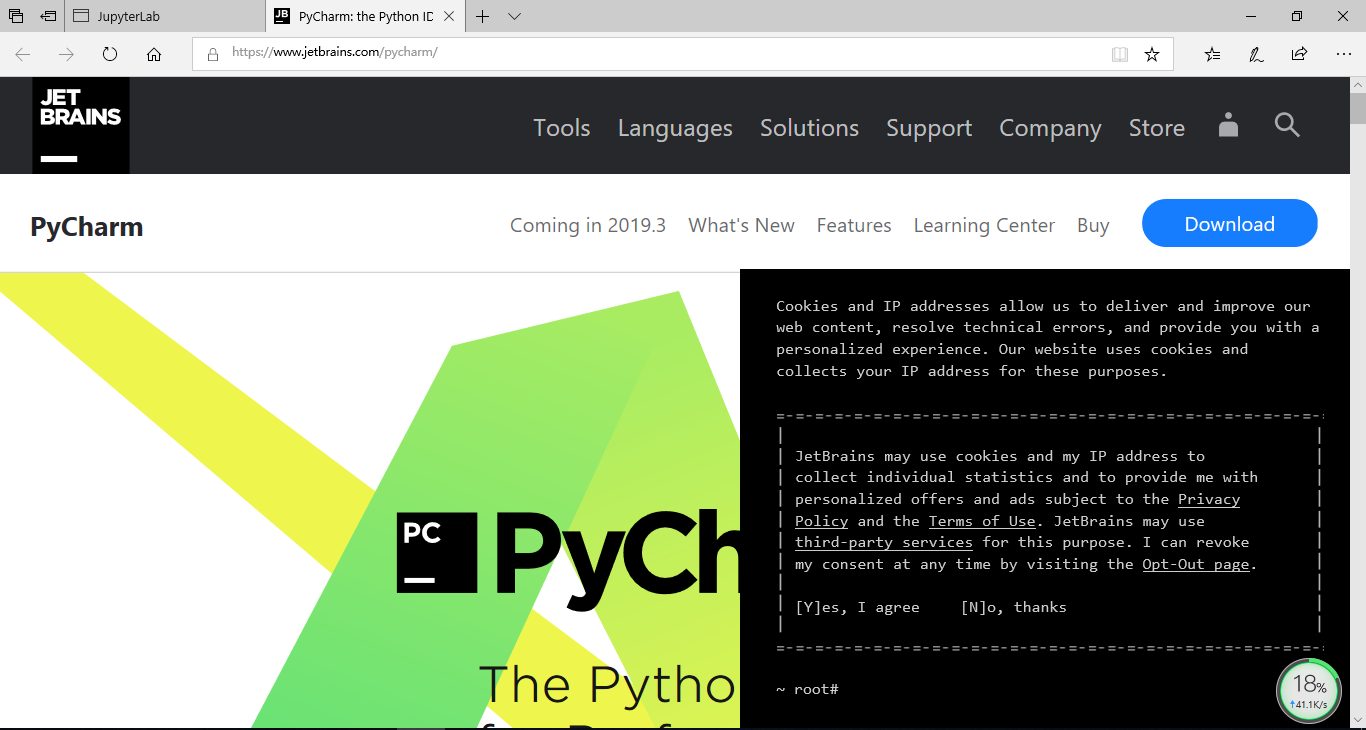 JupyterLab
JB
PyCharm: the Python ID
https://www.jetbrains.com/pycharm/
JET
BRAINS
Tools Languages Solutions Support Company Store
PyCharm
Coming in 2019.3 What's New Features Learning Center Buy Download
Cookies and IP addresses allow us to deliver and improve our
web content, resolve technical errors, and provide you with a
personalized experience. Our website uses cookies and
collects your IP address for these purposes.
JetBrains may use cookies and my IP address to
collect individual statistics and to provide me with
personalized offers and ads subject to the Privacy
Policy and the Terms of Use. JetBrains may use
third-party services for this purpose. I can revoke
my consent at any time by visiting the Opt-Out page.
[Y]es, I agree [N]o, thanks
~ root#
PC
PyCh
The Pytho
18%
↑41.1K/s